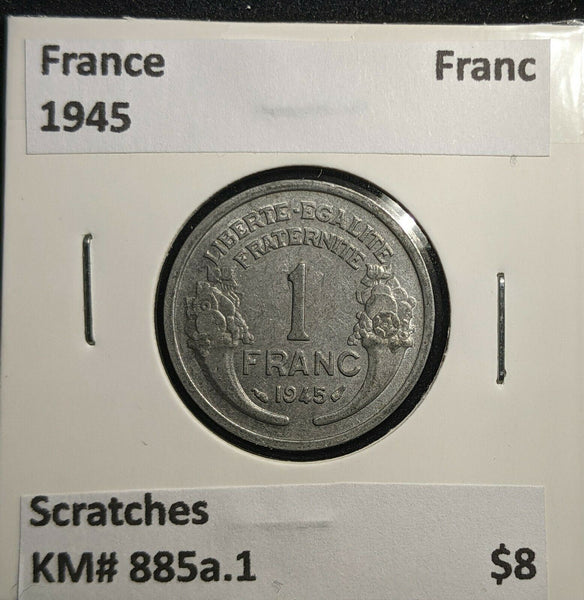 France Franc
1945
LIBERTE-EGALITE
FRATERNITE
1
FRANC
1945
Scratches
KM# 885a.1 $8